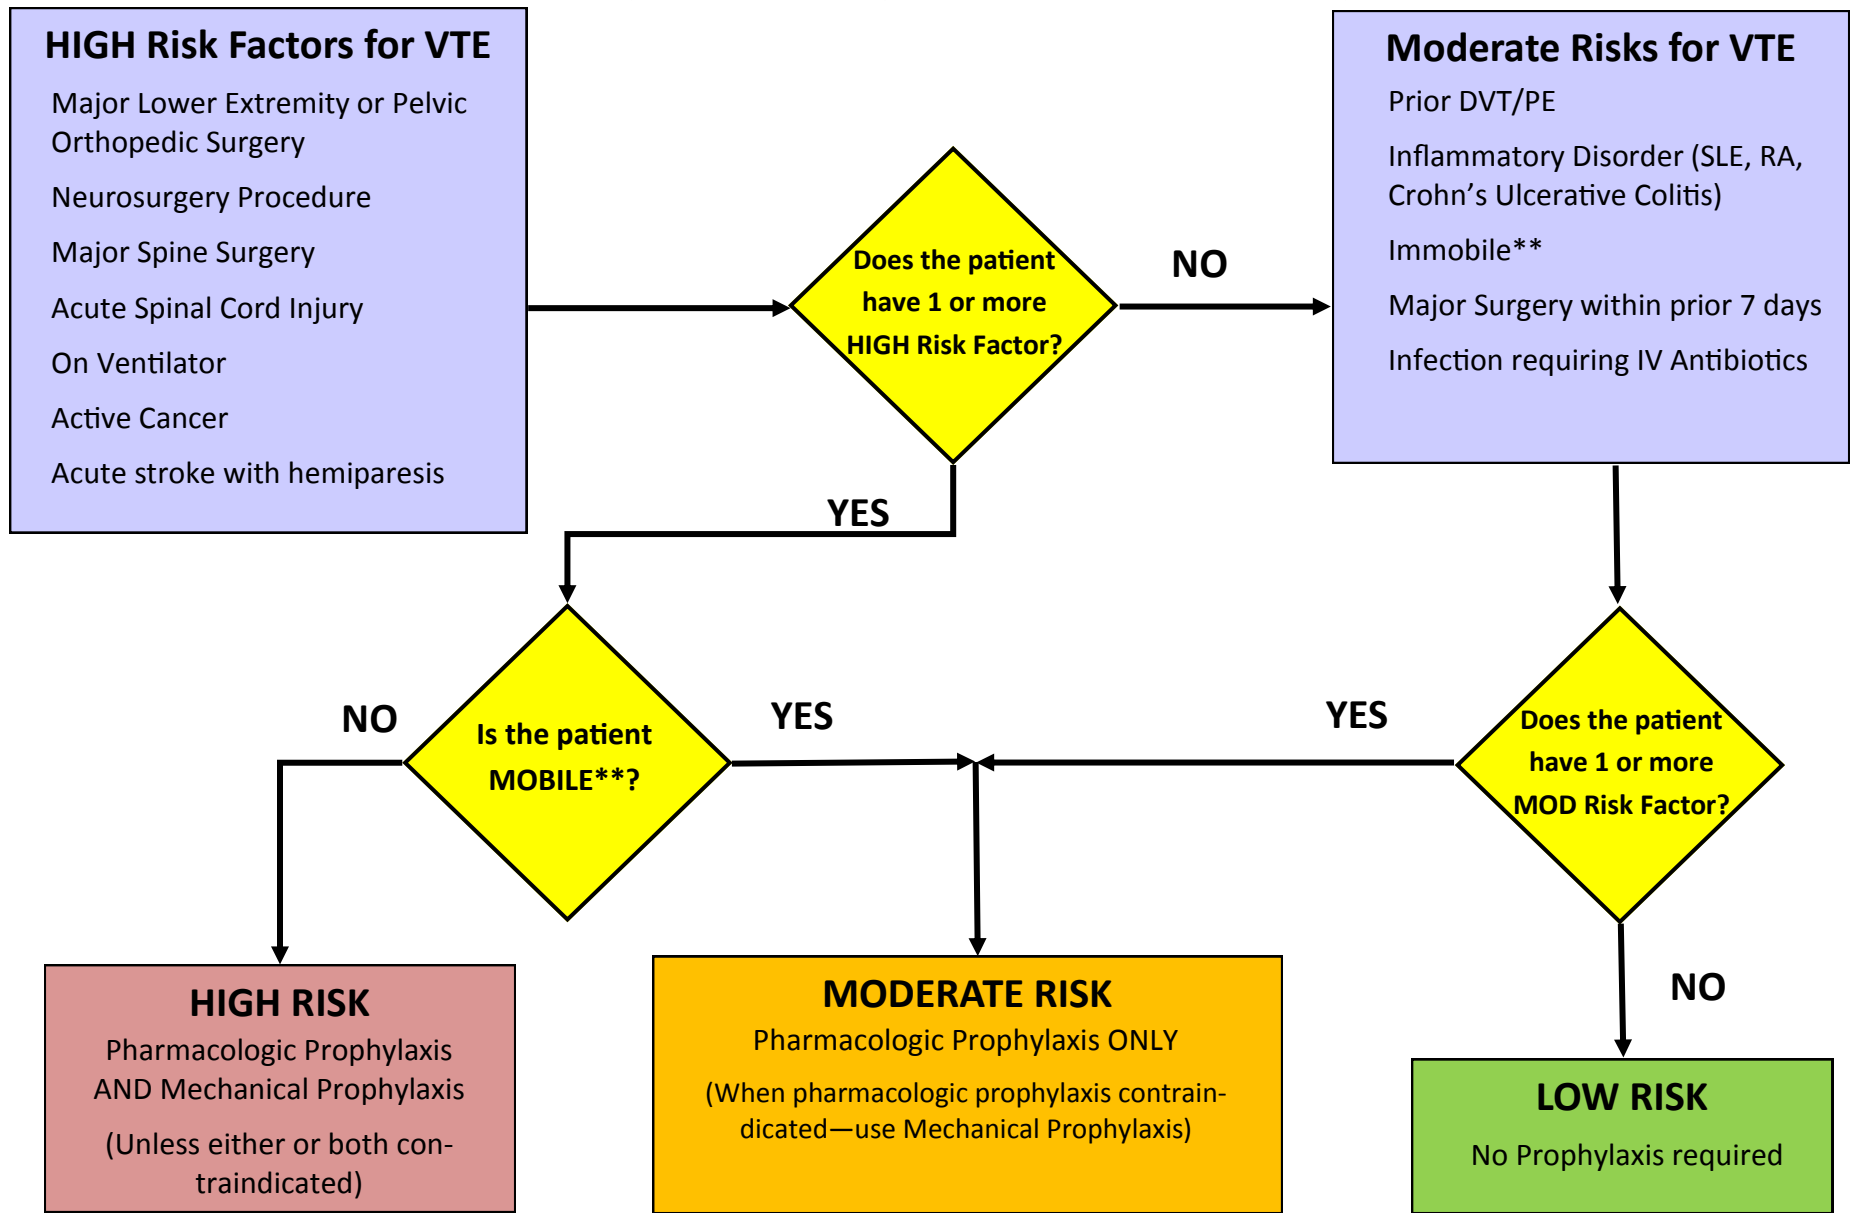 HIGH Risk Factors for VTE
Major Lower Extremity or Pelvic
Orthopedic Surgery
Neurosurgery Procedure
Major Spine Surgery
Acute Spinal Cord Injury
On Ventilator
Active Cancer
Acute stroke with hemiparesis
Does the patient
have 1 or more
HIGH Risk Factor?
NO
YES
Moderate Risks for VTE
Prior DVT/PE
Inflammatory Disorder (SLE, RA,
Crohn’s Ulcerative Colitis)
Immobile**
Major Surgery within prior 7 days
Infection requiring IV Antibiotics
NO
Is the patient
MOBILE**?
YES
YES
Does the patient
have 1 or more
MOD Risk Factor?
NO
HIGH RISK
Pharmacologic Prophylaxis
AND Mechanical Prophylaxis
(Unless either or both con-
traindicated)
MODERATE RISK
Pharmacologic Prophylaxis ONLY
(When pharmacologic prophylaxis contrain-
dicated—use Mechanical Prophylaxis)
LOW RISK
No Prophylaxis required